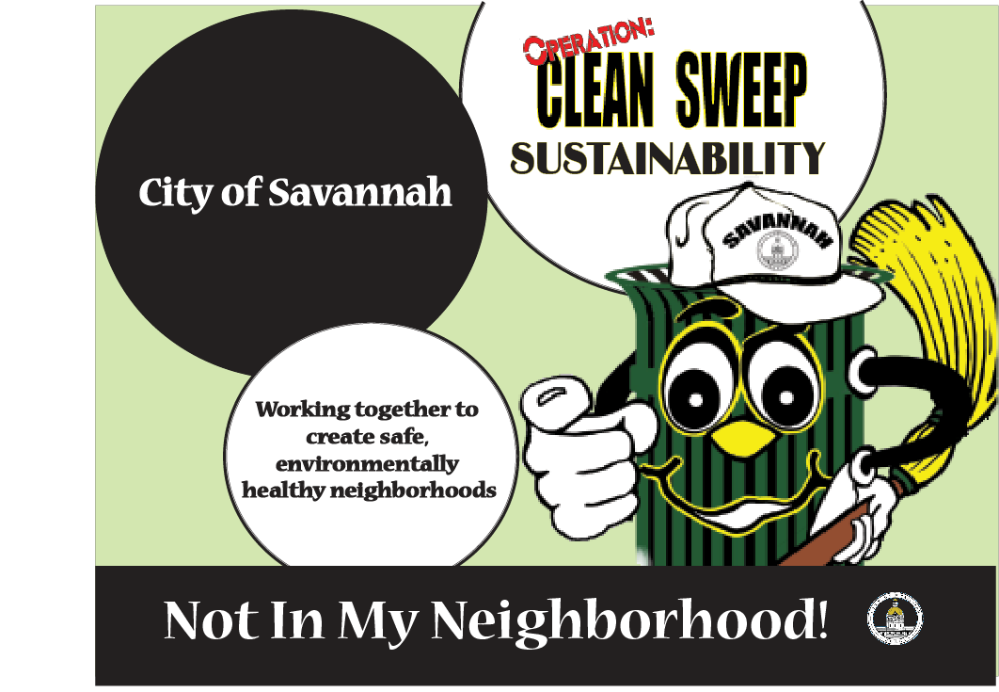 City of Savannah
OPERATION:
CLEAN SWEEP
SUSTAINABILITY
SAVANNAH
Working together to
create safe,
environmentally
healthy neighborhoods
Not In My Neighborhood!